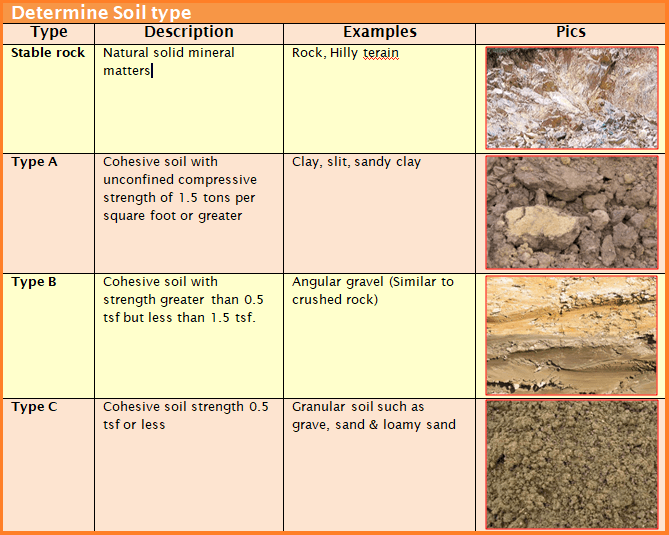 Determine Soil type
Type Description Examples Pics
Stable rock Natural solid mineral Rock, Hilly terain
matters
Type A Cohesive soil with Clay, slit, sandy clay
unconfined compressive
strength of 1.5 tons per
square foot or greater
Type B Cohesive soil with Angular gravel (Similar to
strength greater than 0.5 crushed rock)
tsf but less than 1.5 tsf.
Type C Cohesive soil strength 0.5 Granular soil such as
tsf or less grave, sand & loamy sand